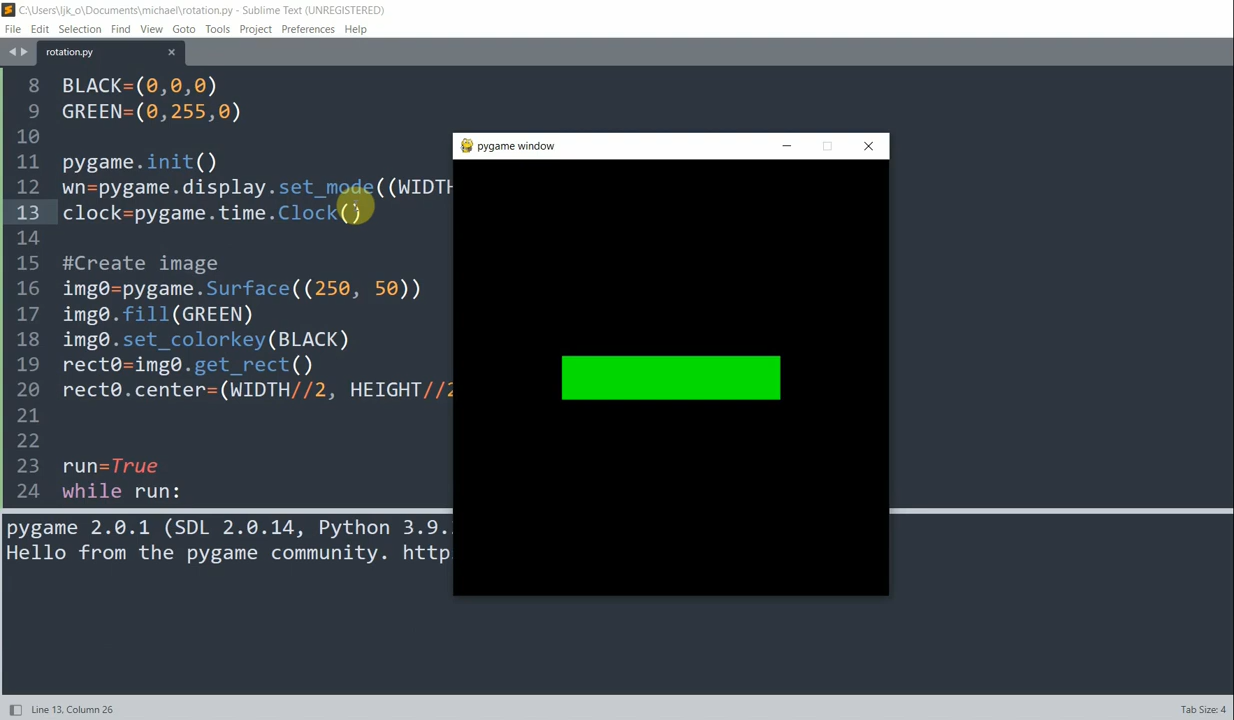 C:\Users\ljk_o\Documents\michael\rotation.py - Sublime Text (UNREGISTERED)
File Edit Selection Find View Goto Tools Project Preferences Help
rotation.py
8 BLACK=(0,0,0)
9 GREEN=(0,255,0)
10
pygame window
11 pygame.init()
12 wn=pygame.display.set_mode((WIDTH
13 clock=pygame.time.Clock()
14
15 #Create image
16 img0=pygame.Surface((250, 50))
17 img0.fill(GREEN)
18 img0.set_colorkey(BLACK)
19 rect0=img0.get_rect()
20 rect0.center=(WIDTH//2, HEIGHT//2
21
22
23 run=True
24 while run:
pygame 2.0.1 (SDL 2.0.14, Python 3.9.
Hello from the pygame community. http
Line 13, Column 26
Tab Size: 4